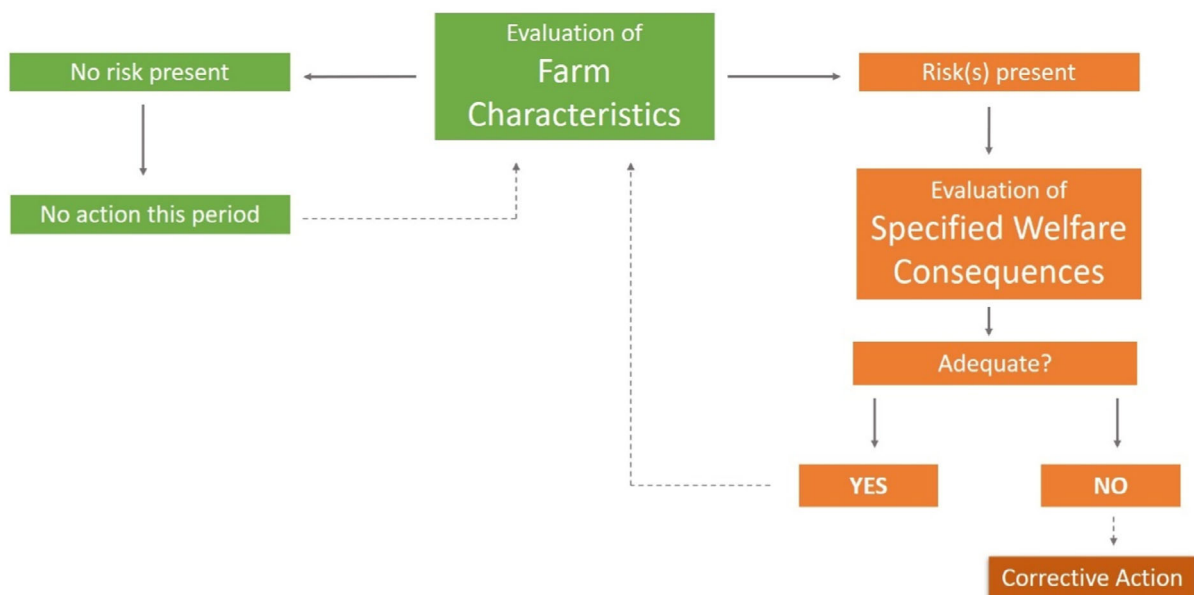 Evaluation of
Farm
Characteristics
No risk present
Risk(s) present
No action this period
Evaluation of
Specified Welfare
Consequences
Adequate?
YES
NO
Corrective Action